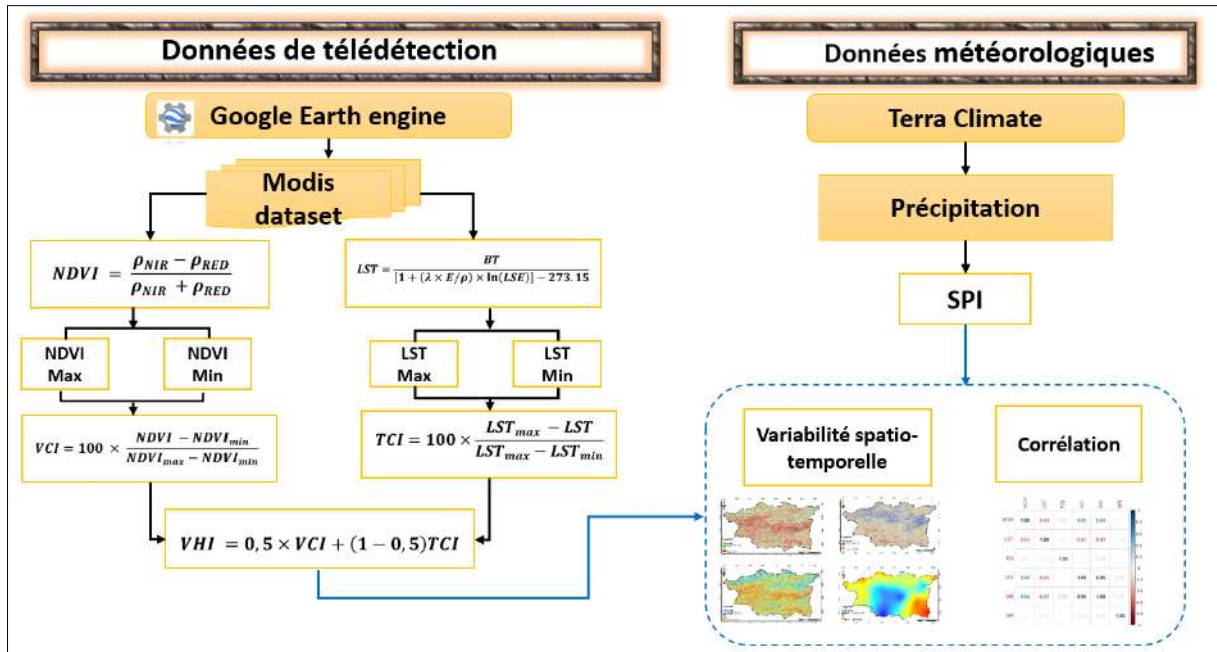 Données de télédétection
Données météorologiques
Google Earth engine
Terra Climate
Modis
dataset
Précipitation
NDVI = (ρNIR − ρRED) / (ρNIR + ρRED)
LST = BT / [1 + (λ × E/ρ) × ln(LSE)] − 273.15
SPI
NDVI
Max
NDVI
Min
LST
Max
LST
Min
VCI = 100 × (NDVI − NDVImin) / (NDVImax − NDVImin)
TCI = 100 × (LSTmax − LST) / (LSTmax − LSTmin)
Variabilité spatio-
temporelle
Corrélation
VHI = 0,5 × VCI + (1 − 0,5)TCI